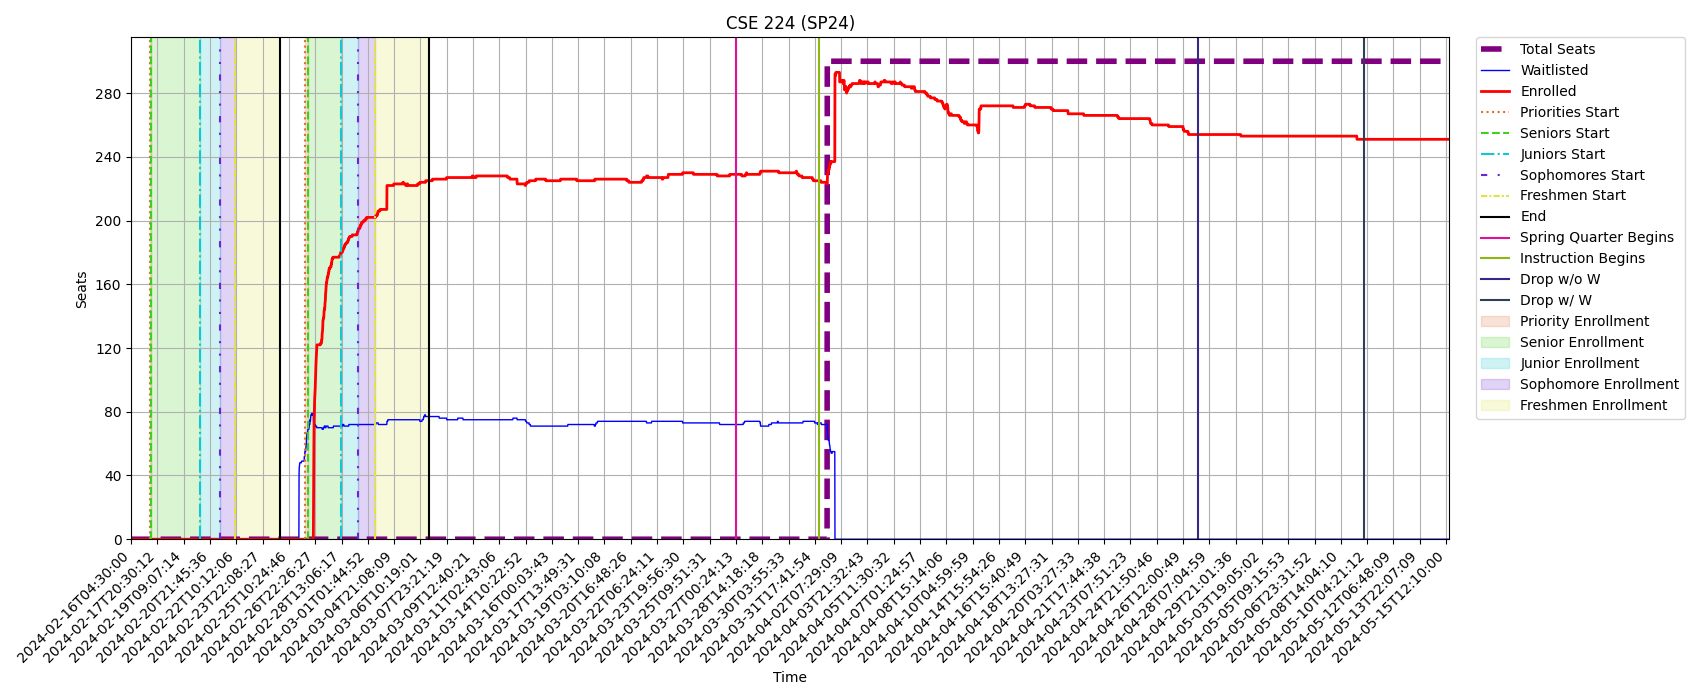 CSE 224 (SP24)
Seats
280
240
200
160
120
80
40
0
2024-02-16T04:30:00
2024-02-17T20:30:12
2024-02-19T09:07:14
2024-02-20T21:45:36
2024-02-22T10:12:06
2024-02-23T22:08:27
2024-02-25T10:24:46
2024-02-26T22:26:27
2024-02-28T13:06:17
2024-03-01T01:44:52
2024-03-04T21:08:09
2024-03-06T10:19:01
2024-03-07T23:21:19
2024-03-09T12:40:21
2024-03-11T02:43:06
2024-03-14T10:22:52
2024-03-16T00:03:43
2024-03-17T13:49:31
2024-03-19T03:10:08
2024-03-20T16:48:26
2024-03-22T06:24:11
2024-03-23T19:56:30
2024-03-25T09:51:31
2024-03-27T00:24:13
2024-03-28T14:18:18
2024-03-30T03:55:33
2024-03-31T17:41:54
2024-04-02T07:29:09
2024-04-03T21:32:43
2024-04-05T11:30:32
2024-04-07T01:24:57
2024-04-08T15:14:06
2024-04-10T04:59:59
2024-04-14T15:54:26
2024-04-16T15:40:49
2024-04-18T13:27:31
2024-04-20T03:27:33
2024-04-21T17:44:38
2024-04-23T07:51:23
2024-04-24T21:50:46
2024-04-26T12:00:49
2024-04-28T07:04:59
2024-04-29T21:01:36
2024-05-03T19:05:02
2024-05-05T09:15:53
2024-05-06T23:31:52
2024-05-08T14:04:10
2024-05-10T04:21:12
2024-05-12T06:48:09
2024-05-13T22:07:09
2024-05-15T12:10:00
Time
Total Seats
Waitlisted
Enrolled
Priorities Start
Seniors Start
Juniors Start
Sophomores Start
Freshmen Start
End
Spring Quarter Begins
Instruction Begins
Drop w/o W
Drop w/ W
Priority Enrollment
Senior Enrollment
Junior Enrollment
Sophomore Enrollment
Freshmen Enrollment